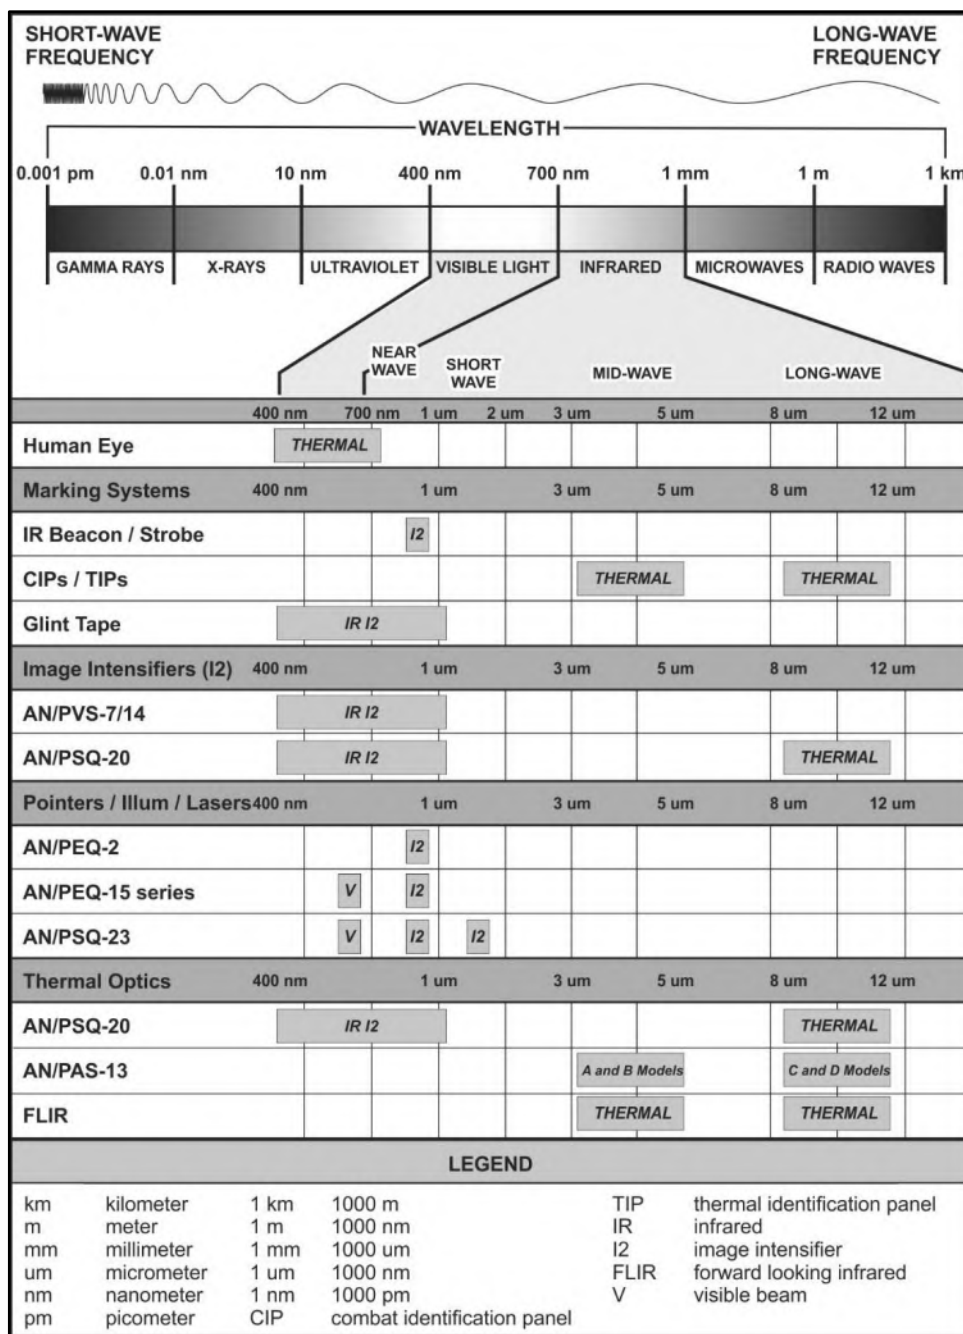 SHORT-WAVE FREQUENCY
LONG-WAVE FREQUENCY
WAVELENGTH
0.001 pm 0.01 nm 10 nm 400 nm 700 nm 1 mm 1 m 1 km
GAMMA RAYS X-RAYS ULTRAVIOLET VISIBLE LIGHT INFRARED MICROWAVES RADIO WAVES
NEAR WAVE SHORT WAVE MID-WAVE LONG-WAVE
400 nm 700 nm 1 um 2 um 3 um 5 um 8 um 12 um
Human Eye THERMAL
Marking Systems 400 nm 1 um 3 um 5 um 8 um 12 um
IR Beacon / Strobe I2
CIPs / TIPs THERMAL THERMAL
Glint Tape IR I2
Image Intensifiers (I2) 400 nm 1 um 3 um 5 um 8 um 12 um
AN/PVS-7/14 IR I2
AN/PSQ-20 IR I2 THERMAL
Pointers / Illum / Lasers 400 nm 1 um 3 um 5 um 8 um 12 um
AN/PEQ-2 I2
AN/PEQ-15 series V I2
AN/PSQ-23 V I2 I2
Thermal Optics 400 nm 1 um 3 um 5 um 8 um 12 um
AN/PSQ-20 IR I2 THERMAL
AN/PAS-13 A and B Models C and D Models
FLIR THERMAL THERMAL
LEGEND
km kilometer 1 km 1000 m TIP thermal identification panel
m meter 1 m 1000 nm IR infrared
mm millimeter 1 mm 1000 um I2 image intensifier
um micrometer 1 um 1000 nm FLIR forward looking infrared
nm nanometer 1 nm 1000 pm V visible beam
pm picometer CIP combat identification panel